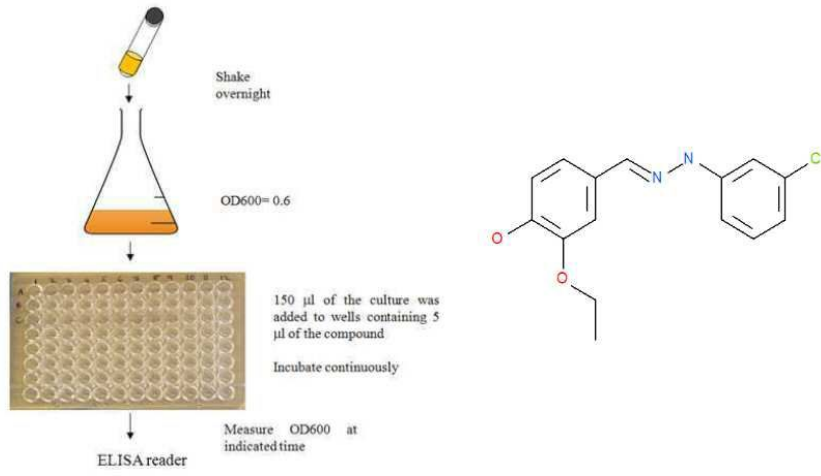 Shake
overnight
OD600= 0.6
150 µl of the culture was
added to wells containing 5
µl of the compound
Incubate continuously
Measure OD600 at
indicated time
ELISA reader
N
N
C
O
O